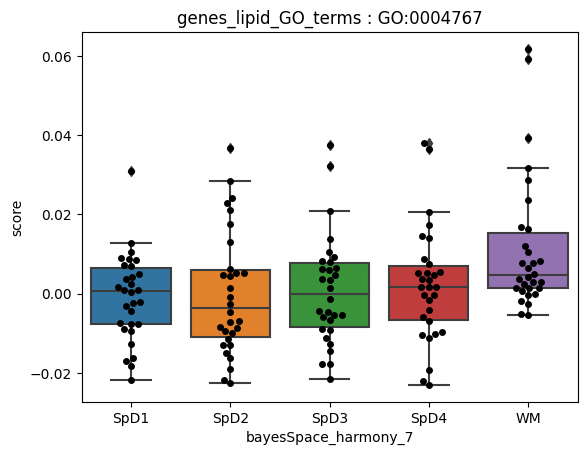 genes_lipid_GO_terms : GO:0004767
0.06
0.04
0.02
0.00
−0.02
score
SpD1 SpD2 SpD3 SpD4 WM
bayesSpace_harmony_7